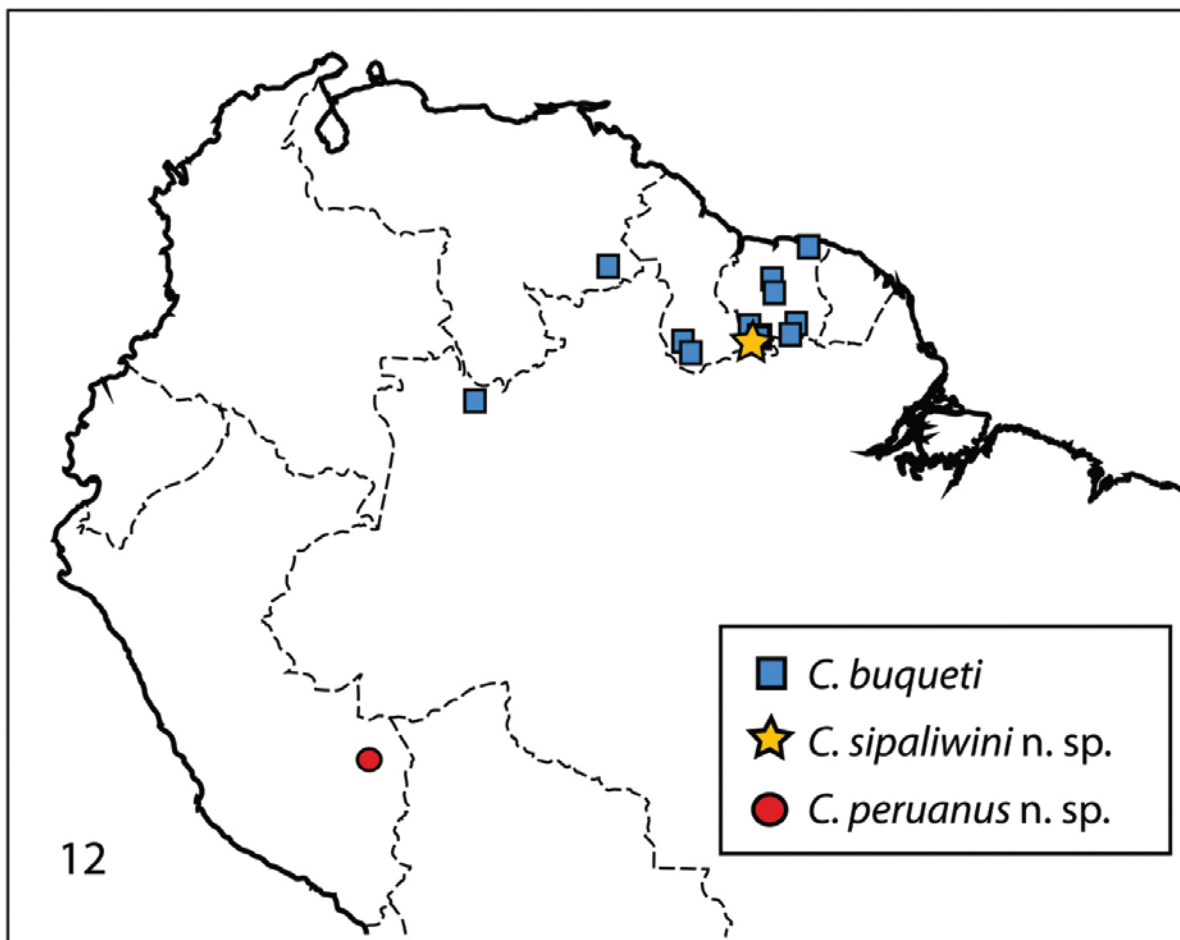 C. buqueti
C. sipaliwini n. sp.
C. peruanus n. sp.
12